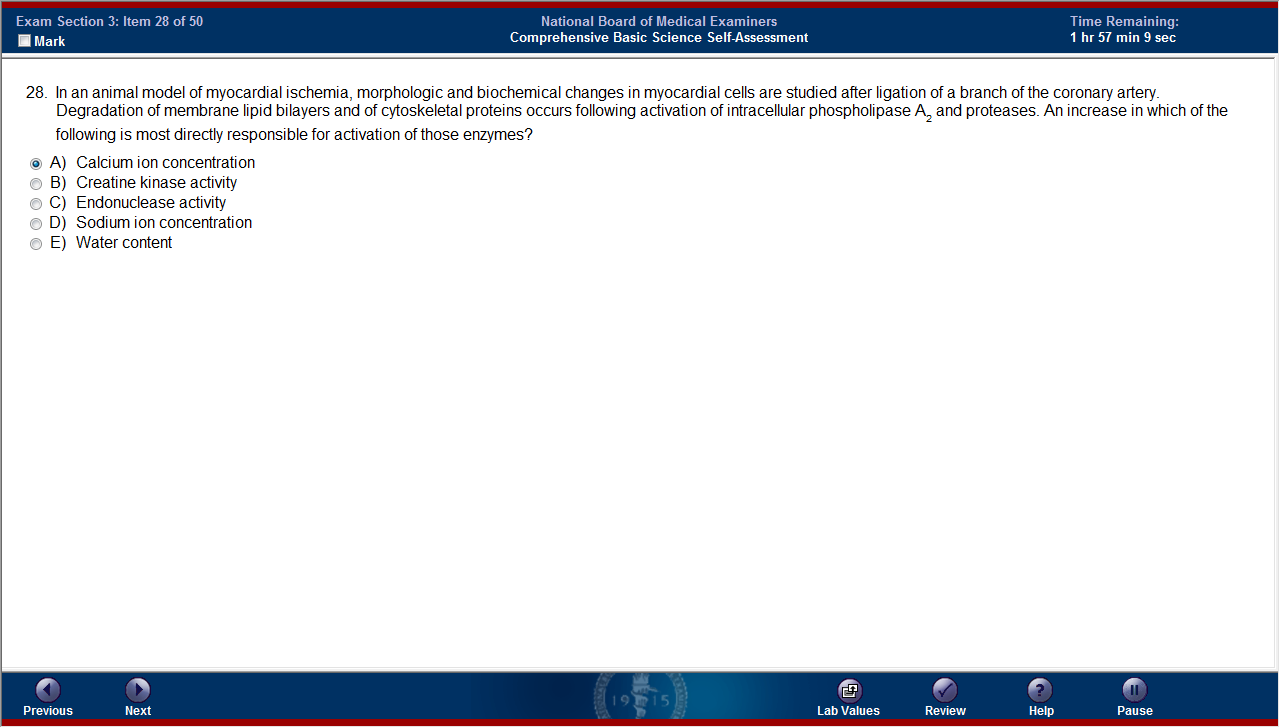 Exam Section 3: Item 28 of 50
National Board of Medical Examiners
Time Remaining:
Mark
Comprehensive Basic Science Self-Assessment
1 hr 57 min 9 sec
28. In an animal model of myocardial ischemia, morphologic and biochemical changes in myocardial cells are studied after ligation of a branch of the coronary artery.
Degradation of membrane lipid bilayers and of cytoskeletal proteins occurs following activation of intracellular phospholipase A2 and proteases. An increase in which of the
following is most directly responsible for activation of those enzymes?
A) Calcium ion concentration
B) Creatine kinase activity
C) Endonuclease activity
D) Sodium ion concentration
E) Water content
19 15
Previous Next Lab Values Review Help Pause